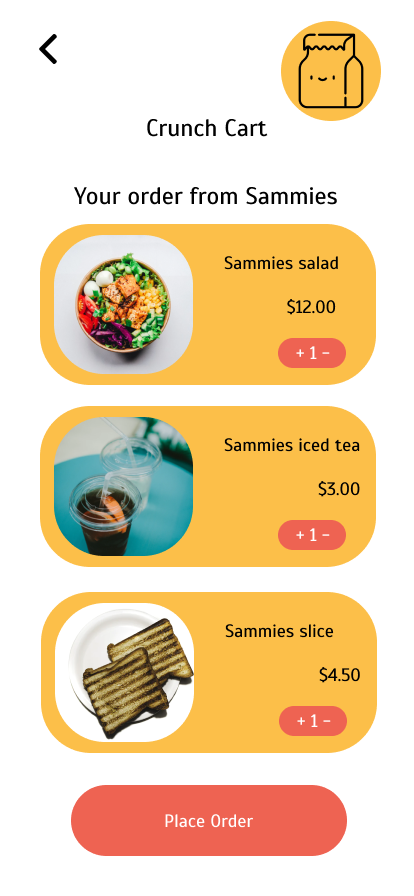 Crunch Cart
Your order from Sammies
Sammies salad
$12.00
+ 1 -
Sammies iced tea
$3.00
+ 1 -
Sammies slice
$4.50
+ 1 -
Place Order